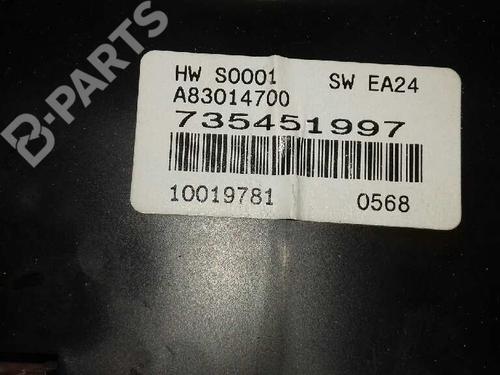 B-PARTS
HW S0001 SW EA24
A83014700
735451997
10019781 0568